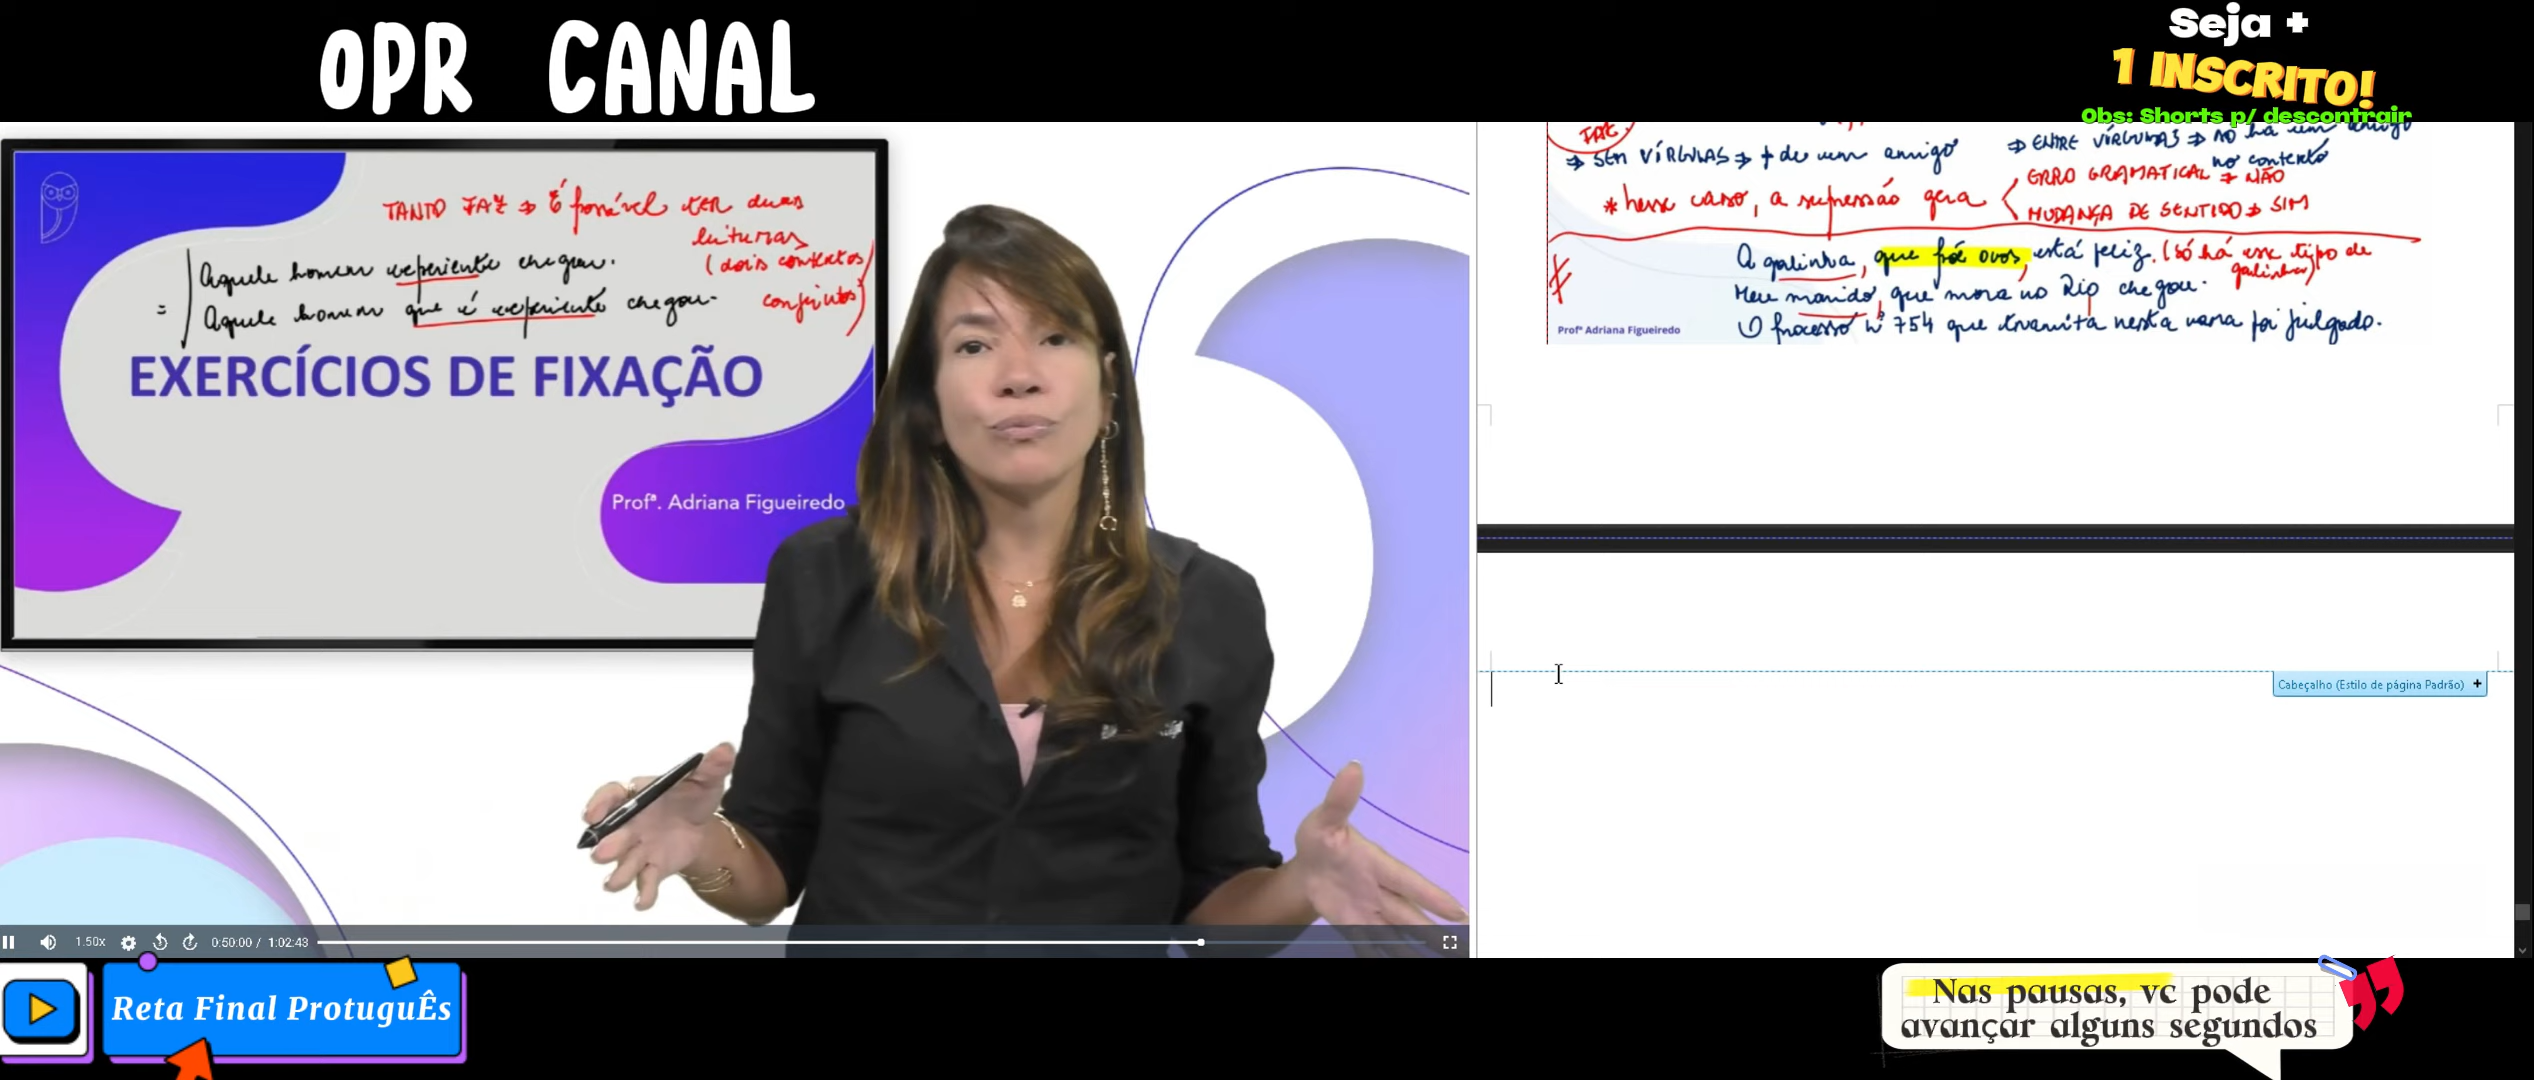 OPR CANAL
Seja +
1 INSCRITO!
Obs: Shorts p/ descontrair
TANTO FAZ ⇒ É possível ter duas
leituras
(dois contextos
conjuntos)
Aquele homem experiente chegou.
= Aquele homem que é experiente chegou.
EXERCÍCIOS DE FIXAÇÃO
Profª. Adriana Figueiredo
⇒ SEM VÍRGULAS ⇒ + de um amigo
⇒ ENTRE VÍRGULAS ⇒ só há um amigo
no contexto
* Nesse caso, a supressão gera
ERRO GRAMATICAL ⇒ NÃO
MUDANÇA DE SENTIDO ⇒ SIM
A galinha, que põe ovos, está feliz. (só há esse tipo de
galinha)
Meu marido, que mora no Rio, chegou.
O processo nº 754 que tramita nesta vara foi julgado.
Profª Adriana Figueiredo
Cabeçalho (Estilo de página Padrão) +
1.50x
0:50:00 / 1:02:43
Reta Final ProtuguÊs
Nas pausas, vc pode
avançar alguns segundos